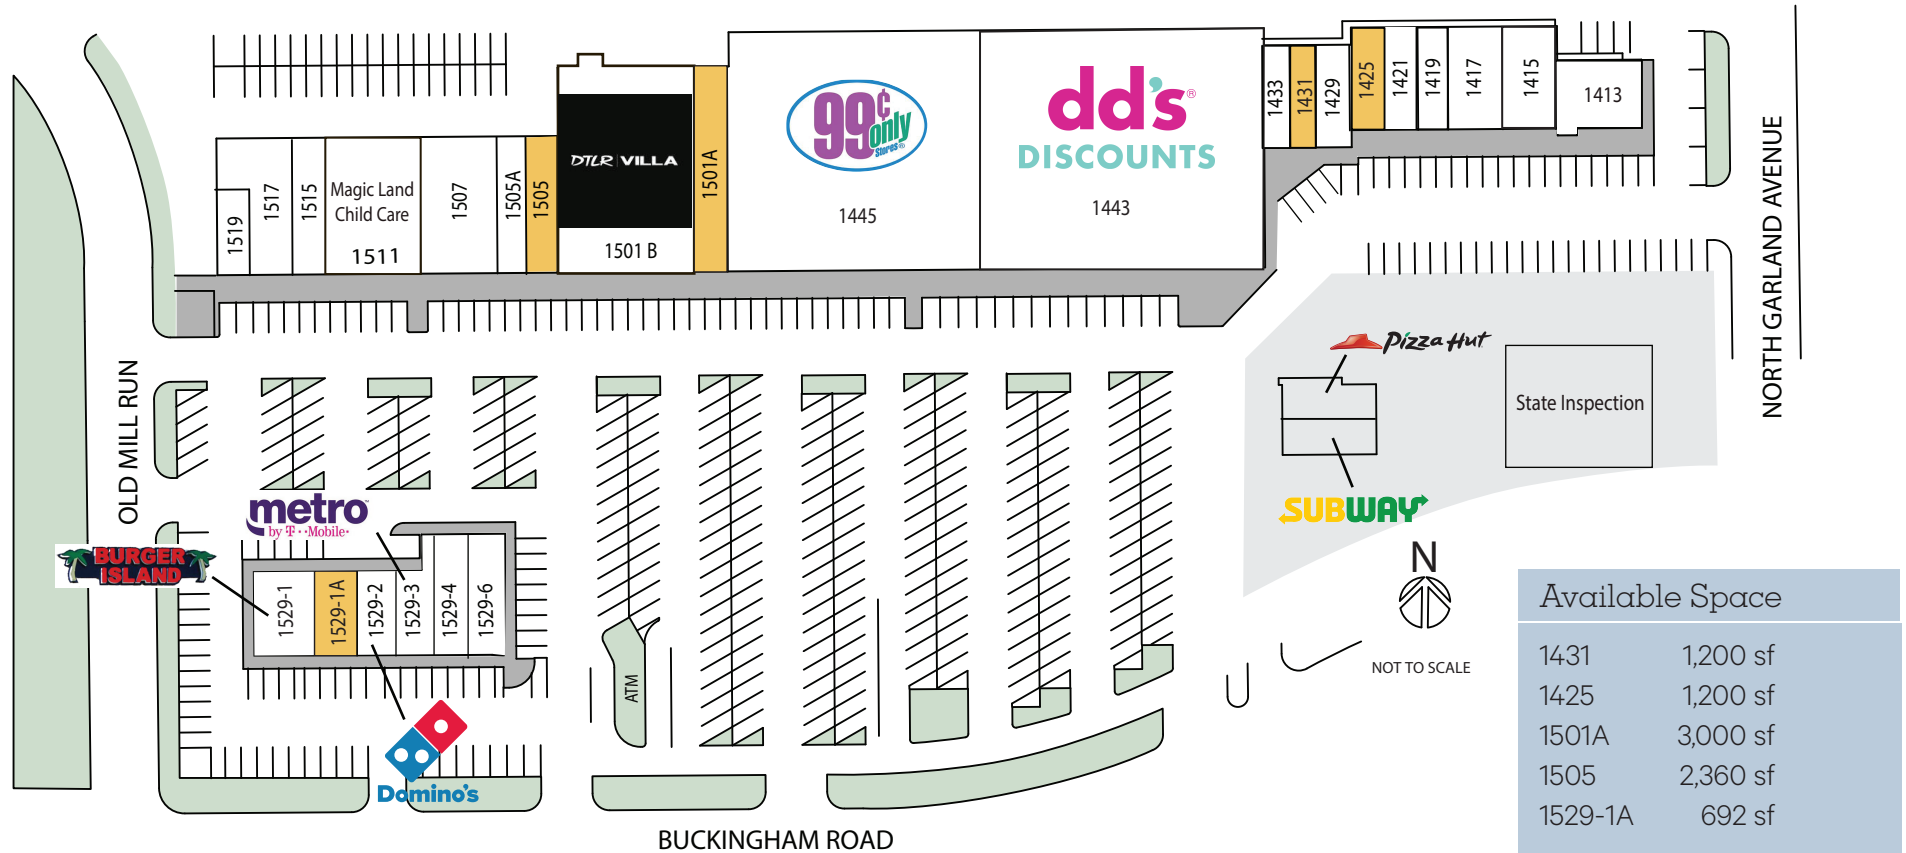 1519
1517
1515
Magic Land
Child Care
1511
1507
1505A
1505
DTLR | VILLA
1501 B
1501A
99¢
only
Stores®
1445
dd's®
DISCOUNTS
1443
1433
1431
1429
1425
1421
1419
1417
1415
1413
NORTH GARLAND AVENUE
OLD MILL RUN
Pizza Hut
State Inspection
SUBWAY
metro™
by T··Mobile·
BURGER
ISLAND
1529-1
1529-1A
1529-2
1529-3
1529-4
1529-6
Domino's
ATM
N
NOT TO SCALE
BUCKINGHAM ROAD
Available Space
1431 1,200 sf
1425 1,200 sf
1501A 3,000 sf
1505 2,360 sf
1529-1A 692 sf